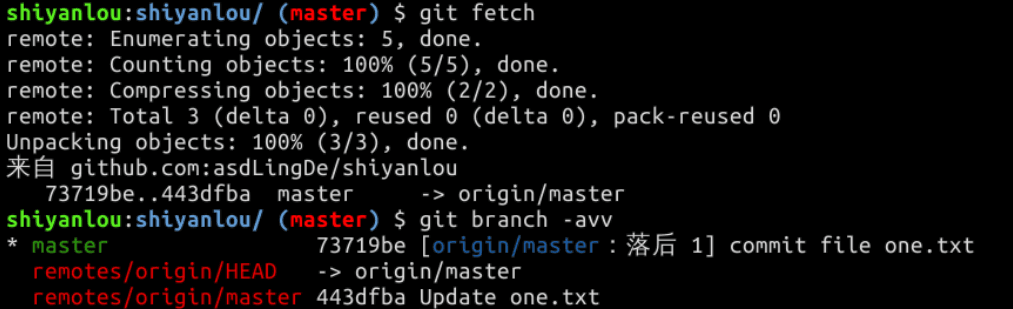 shiyanlou:shiyanlou/ (master) $ git fetch
remote: Enumerating objects: 5, done.
remote: Counting objects: 100% (5/5), done.
remote: Compressing objects: 100% (2/2), done.
remote: Total 3 (delta 0), reused 0 (delta 0), pack-reused 0
Unpacking objects: 100% (3/3), done.
来自 github.com:asdLingDe/shiyanlou
   73719be..443dfba  master     -> origin/master
shiyanlou:shiyanlou/ (master) $ git branch -avv
* master                73719be [origin/master：落后 1] commit file one.txt
  remotes/origin/HEAD   -> origin/master
  remotes/origin/master 443dfba Update one.txt